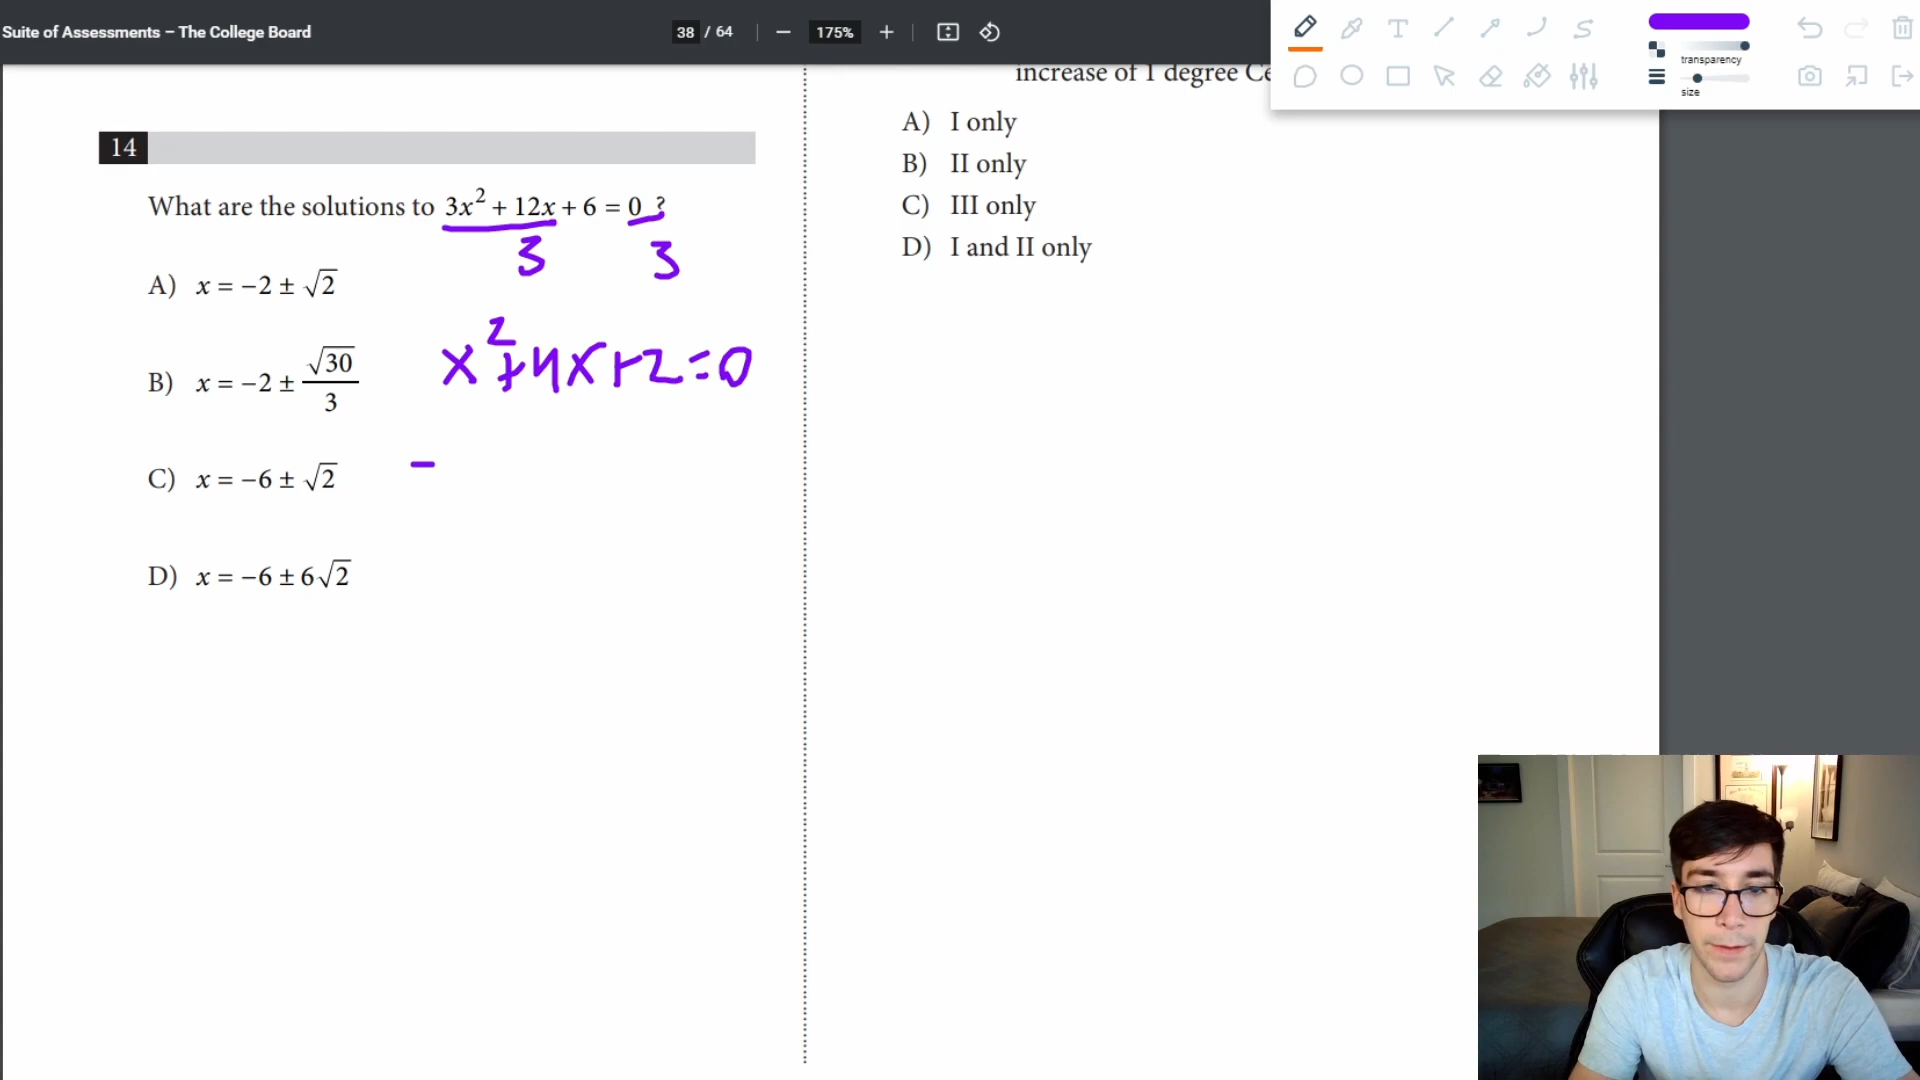 Suite of Assessments – The College Board
38 / 64
175%
transparency
size
14
What are the solutions to 3x² + 12x + 6 = 0 ?
3 3
A) x = −2 ± √2
x²+4x+2=0
B) x = −2 ± √30/3
C) x = −6 ± √2
−
D) x = −6 ± 6√2
increase of 1 degree Ce
A) I only
B) II only
C) III only
D) I and II only